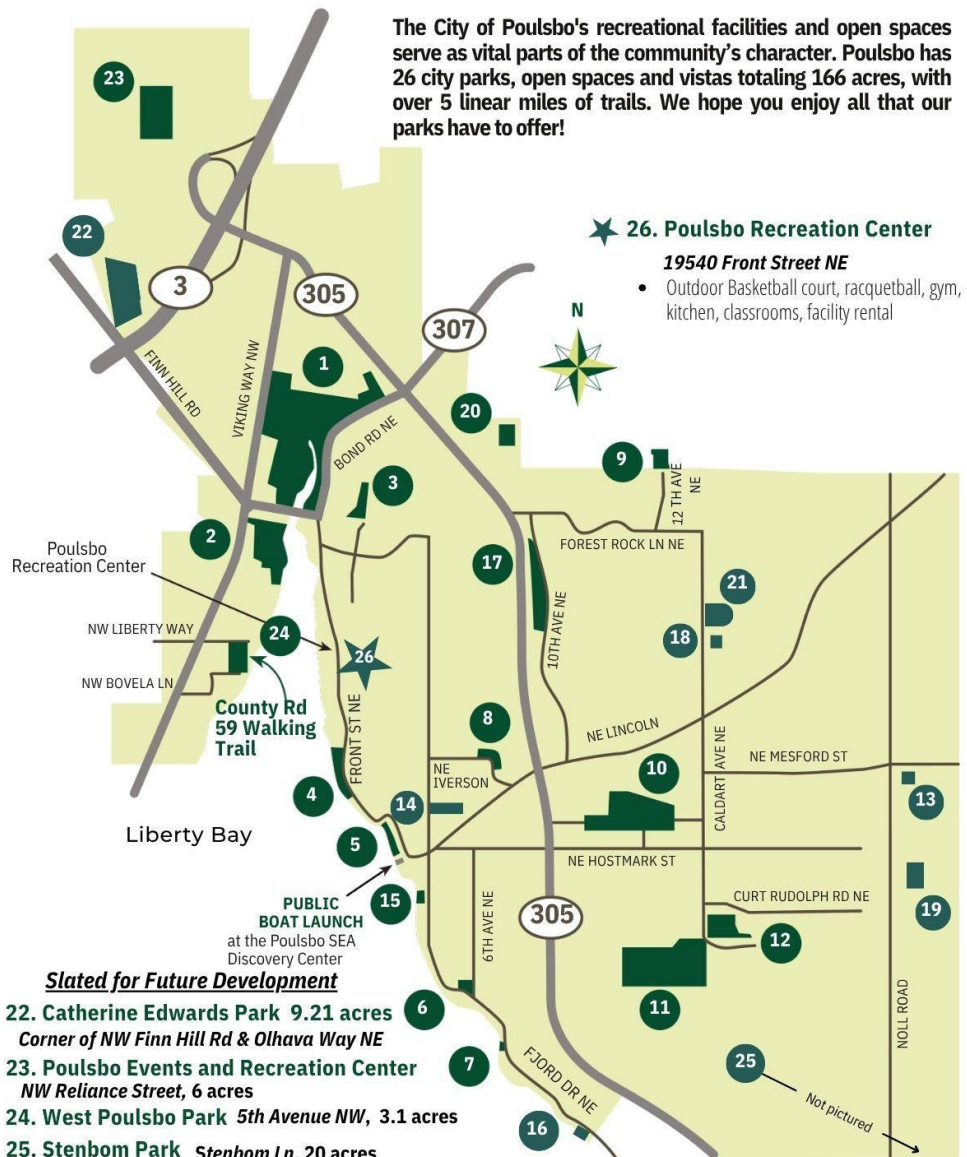 The City of Poulsbo's recreational facilities and open spaces
serve as vital parts of the community's character. Poulsbo has
26 city parks, open spaces and vistas totaling 166 acres, with
over 5 linear miles of trails. We hope you enjoy all that our
parks have to offer!
23
22
26. Poulsbo Recreation Center
19540 Front Street NE
• Outdoor Basketball court, racquetball, gym,
kitchen, classrooms, facility rental
3
305
307
N
FINN HILL RD
VIKING WAY NW
1
BOND RD NE
20
9
12 TH AVE
NE
3
2
Poulsbo
Recreation Center
17
FOREST ROCK LN NE
10TH AVE NE
21
18
NW LIBERTY WAY
24
26
NW BOVELA LN
County Rd
59 Walking
Trail
FRONT ST NE
8
NE LINCOLN
CALDART AVE NE
NE MESFORD ST
NE
IVERSON
10
4
14
13
Liberty Bay
5
NE HOSTMARK ST
PUBLIC
BOAT LAUNCH
at the Poulsbo SEA
Discovery Center
15
6TH AVE NE
305
CURT RUDOLPH RD NE
19
12
11
NOLL ROAD
6
7
FJORD DR NE
16
25
Not pictured
Slated for Future Development
22. Catherine Edwards Park 9.21 acres
Corner of NW Finn Hill Rd & Olhava Way NE
23. Poulsbo Events and Recreation Center
NW Reliance Street, 6 acres
24. West Poulsbo Park 5th Avenue NW, 3.1 acres
25. Stenbom Park Stenbom Ln, 20 acres